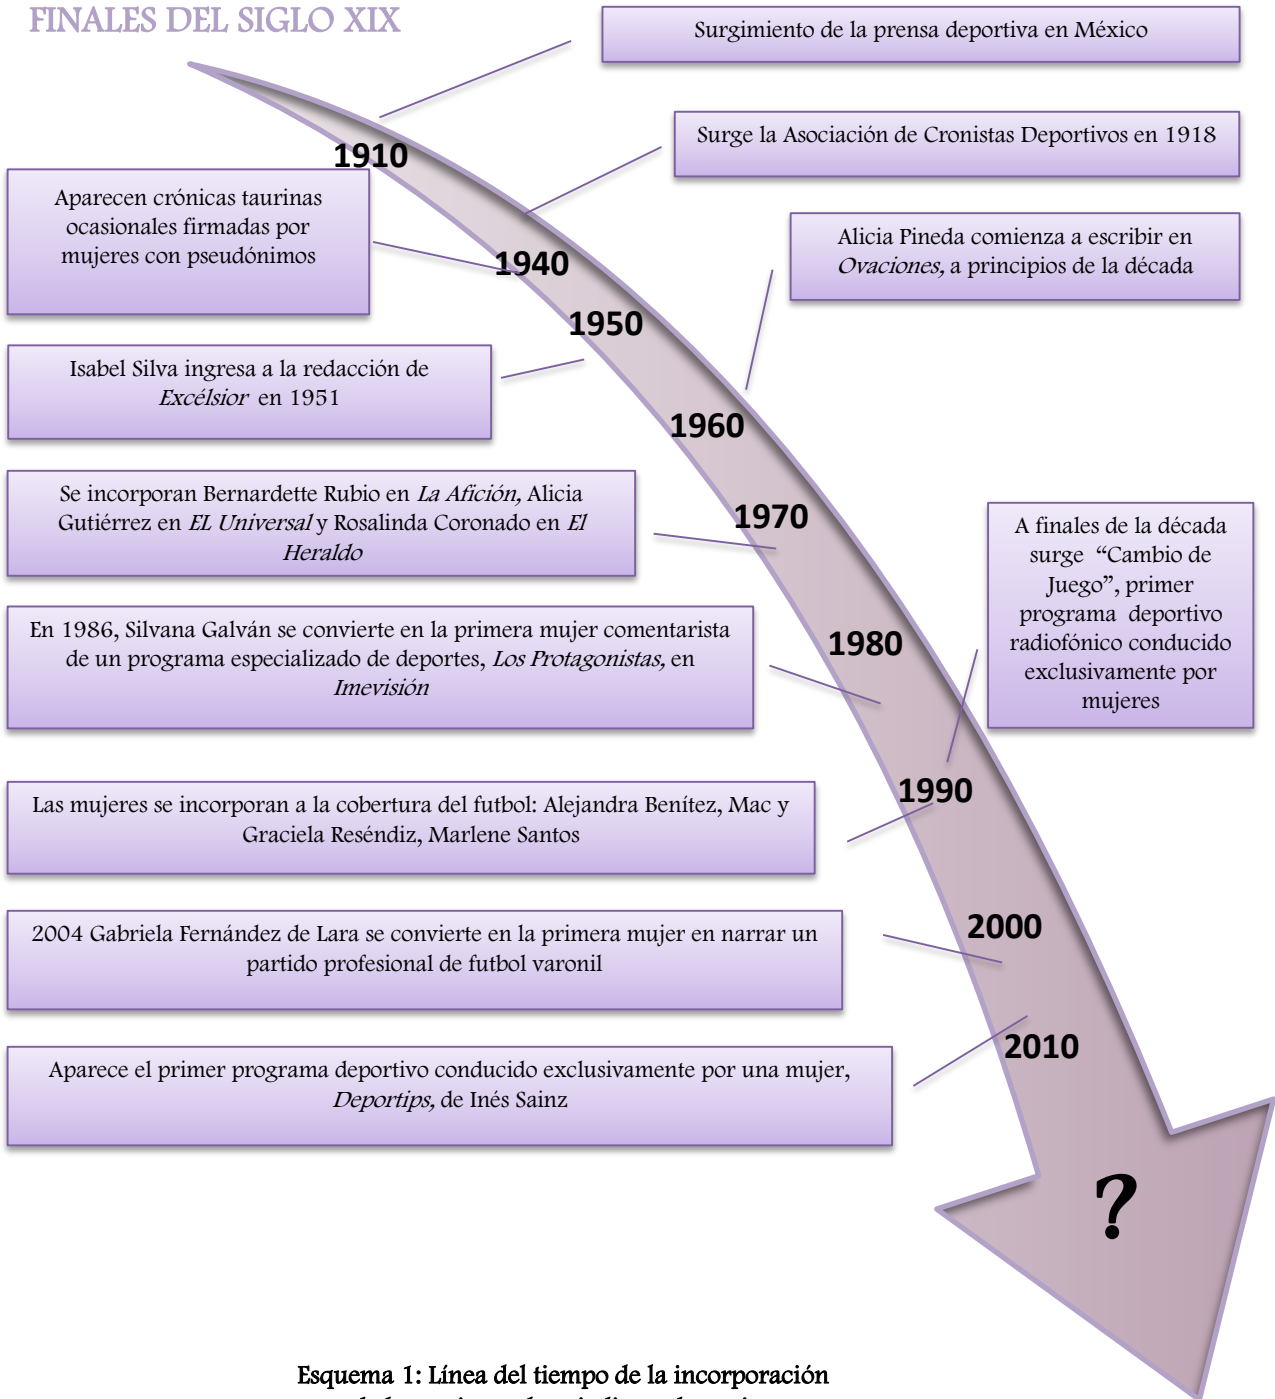 FINALES DEL SIGLO XIX
Surgimiento de la prensa deportiva en México
Surge la Asociación de Cronistas Deportivos en 1918
1910
Aparecen crónicas taurinas
ocasionales firmadas por
mujeres con pseudónimos
Alicia Pineda comienza a escribir en
Ovaciones, a principios de la década
1940
1950
Isabel Silva ingresa a la redacción de
Excélsior en 1951
1960
Se incorporan Bernardette Rubio en La Afición, Alicia
Gutiérrez en EL Universal y Rosalinda Coronado en El
Heraldo
1970
A finales de la década
surge “Cambio de
Juego”, primer
programa deportivo
radiofónico conducido
exclusivamente por
mujeres
En 1986, Silvana Galván se convierte en la primera mujer comentarista
de un programa especializado de deportes, Los Protagonistas, en
Imevisión
1980
Las mujeres se incorporan a la cobertura del futbol: Alejandra Benítez, Mac y
Graciela Reséndiz, Marlene Santos
1990
2004 Gabriela Fernández de Lara se convierte en la primera mujer en narrar un
partido profesional de futbol varonil
2000
Aparece el primer programa deportivo conducido exclusivamente por una mujer,
Deportips, de Inés Sainz
2010
?
Esquema 1: Línea del tiempo de la incorporación